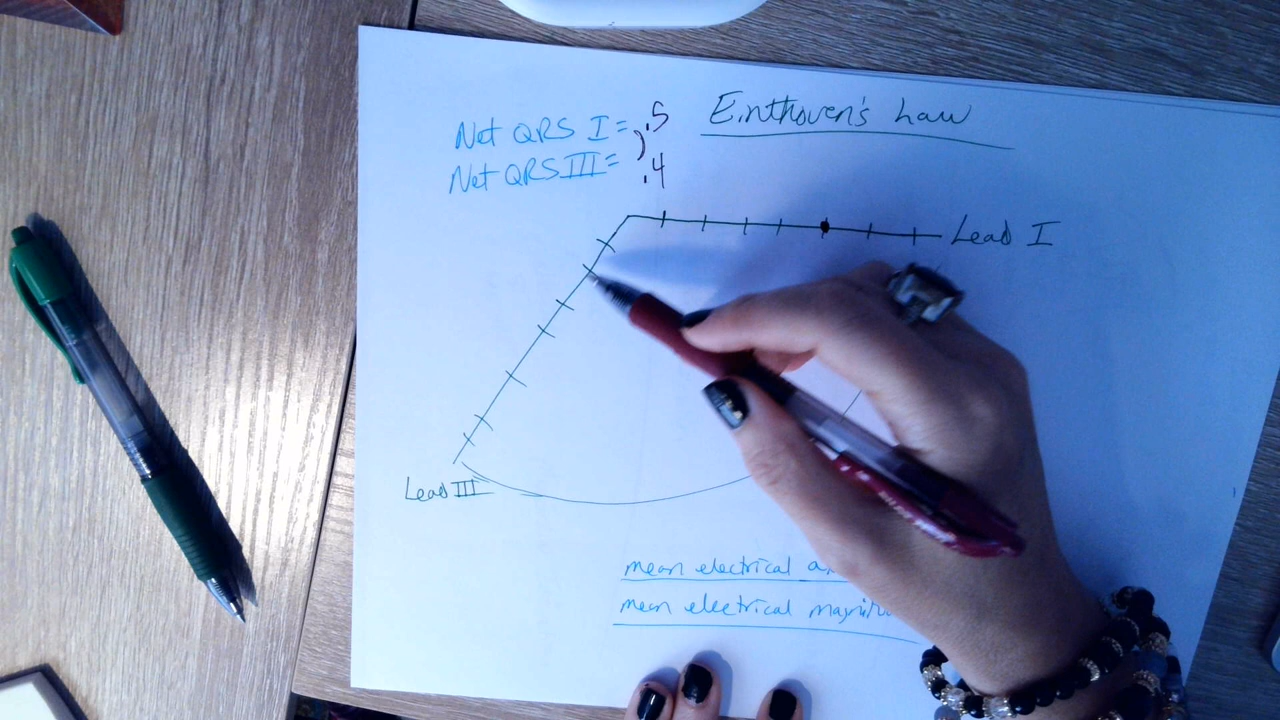 Einthoven's Law
Net QRS I = .5
Net QRS III = .4
Lead I
Lead III
mean electrical
mean electrical